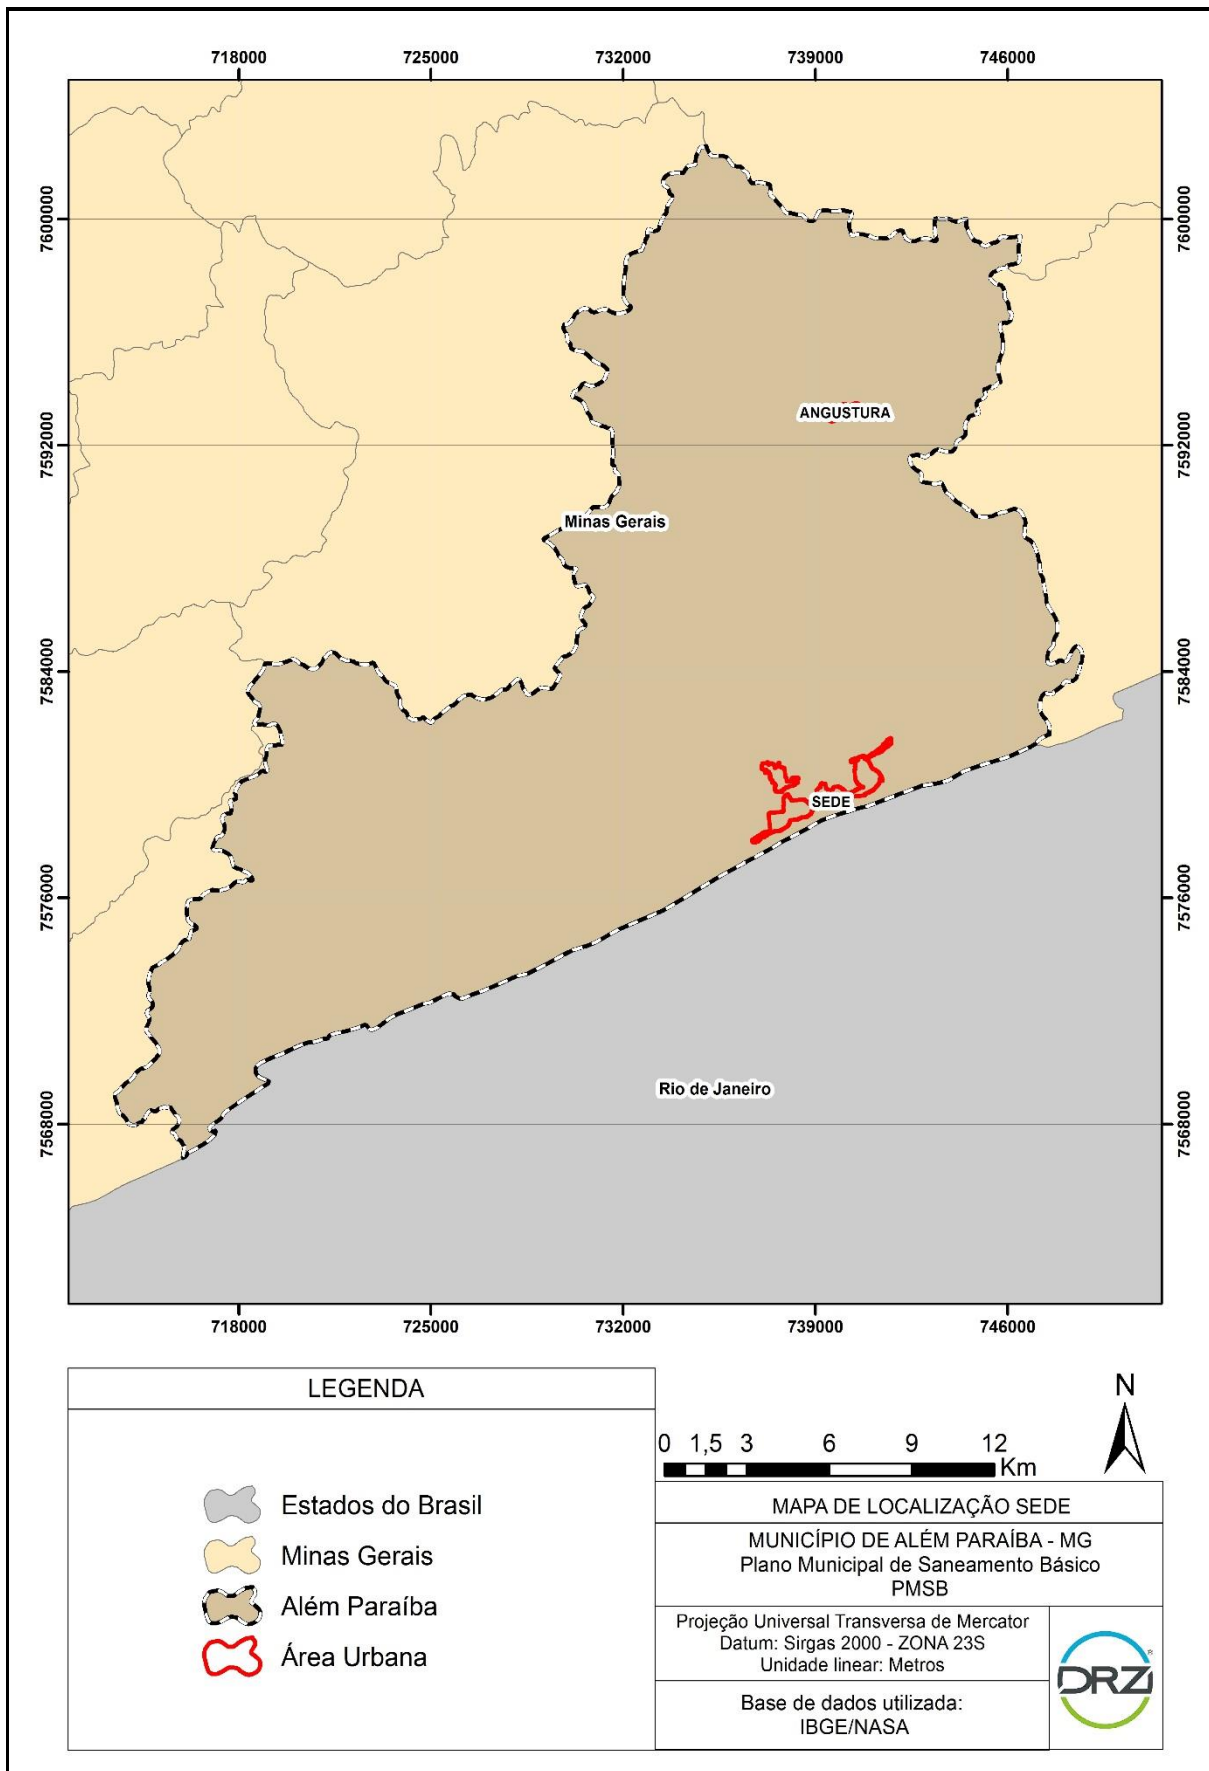 718000 725000 732000 739000 746000
7600000 7600000
ANGUSTURA
7592000 7592000
Minas Gerais
7584000 7584000
SEDE
7576000 7576000
Rio de Janeiro
7568000 7568000
718000 725000 732000 739000 746000
LEGENDA
Estados do Brasil
Minas Gerais
Além Paraíba
Área Urbana
N
0 1,5 3 6 9 12
Km
MAPA DE LOCALIZAÇÃO SEDE
MUNICÍPIO DE ALÉM PARAÍBA - MG
Plano Municipal de Saneamento Básico
PMSB
Projeção Universal Transversa de Mercator
Datum: Sirgas 2000 - ZONA 23S
Unidade linear: Metros
Base de dados utilizada:
IBGE/NASA
DRZ®